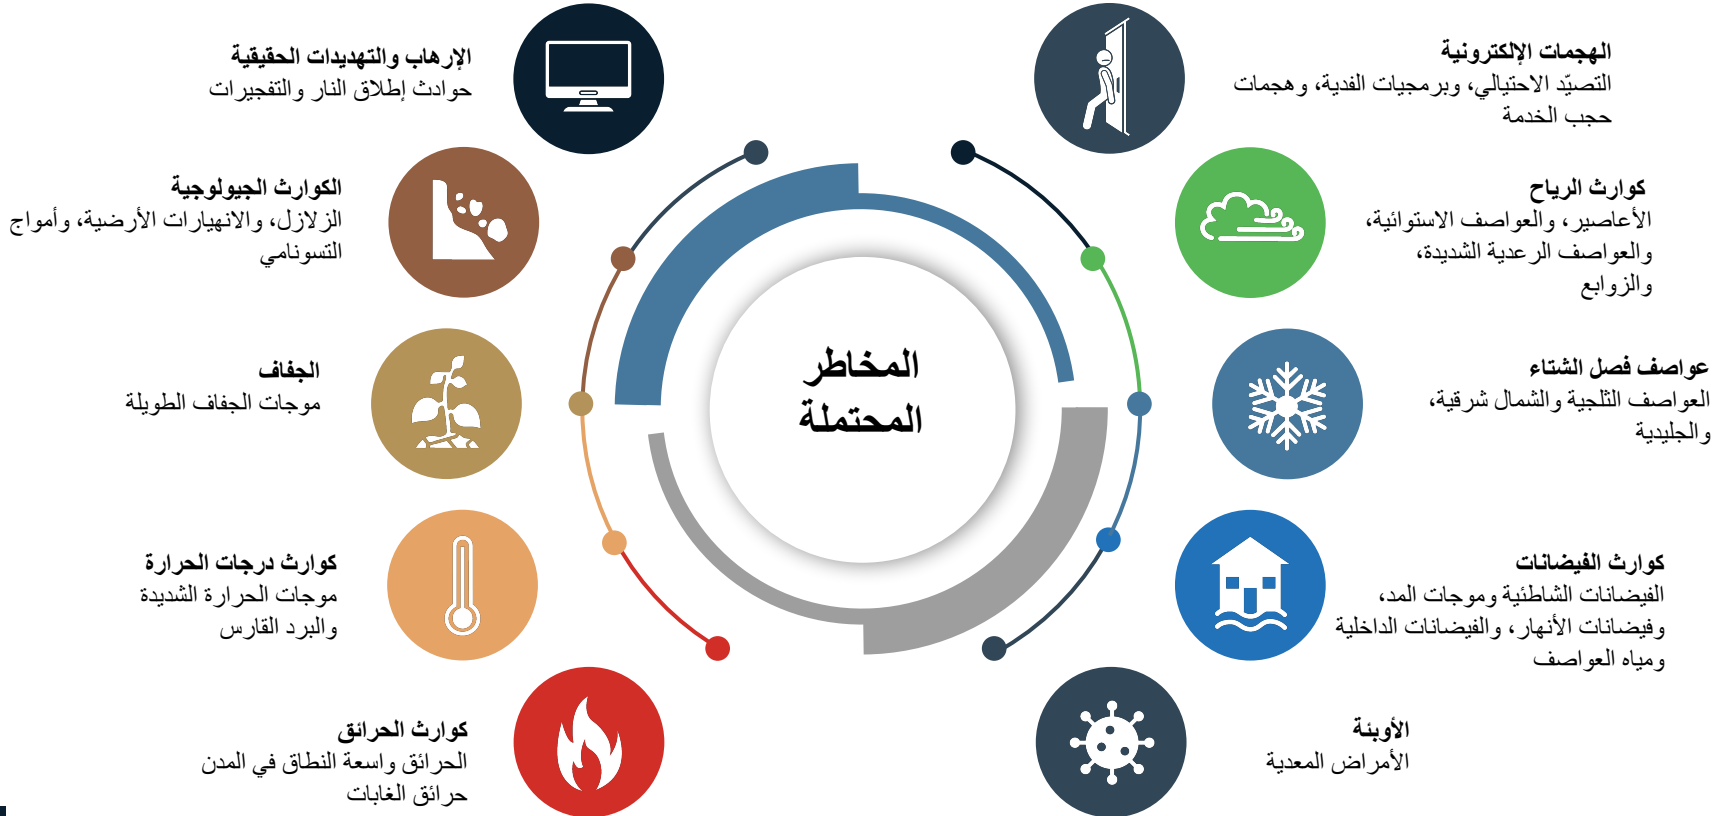 الهجمات الإلكترونية
التصيّد الاحتيالي، وبرمجيات الفدية، وهجمات
حجب الخدمة
كوارث الرياح
الأعاصير، والعواصف الاستوائية،
والعواصف الرعدية الشديدة،
والزوابع
عواصف فصل الشتاء
العواصف الثلجية والشمال شرقية،
والجليدية
كوارث الفيضانات
الفيضانات الشاطئية وموجات المد،
وفيضانات الأنهار، والفيضانات الداخلية
ومياه العواصف
الأوبئة
الأمراض المعدية
المخاطر
المحتملة
الإرهاب والتهديدات الحقيقية
حوادث إطلاق النار والتفجيرات
الكوارث الجيولوجية
الزلازل، والانهيارات الأرضية، وأمواج
التسونامي
الجفاف
موجات الجفاف الطويلة
كوارث درجات الحرارة
موجات الحرارة الشديدة
والبرد القارس
كوارث الحرائق
الحرائق واسعة النطاق في المدن
حرائق الغابات